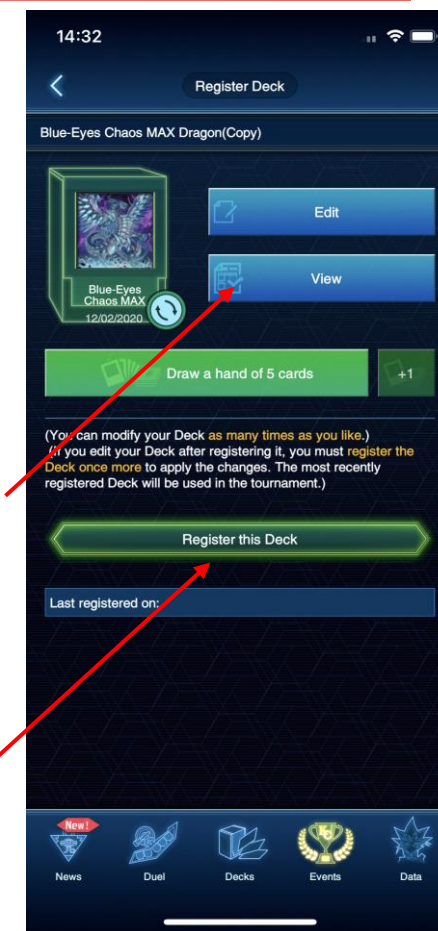 14:32
Register Deck
Blue-Eyes Chaos MAX Dragon(Copy)
Edit
View
Blue-Eyes
Chaos MAX
12/02/2020
Draw a hand of 5 cards
+1
(You can modify your Deck as many times as you like.)
(If you edit your Deck after registering it, you must register the
Deck once more to apply the changes. The most recently
registered Deck will be used in the tournament.)
Register this Deck
Last registered on:
New!
News
Duel
Decks
Events
Data